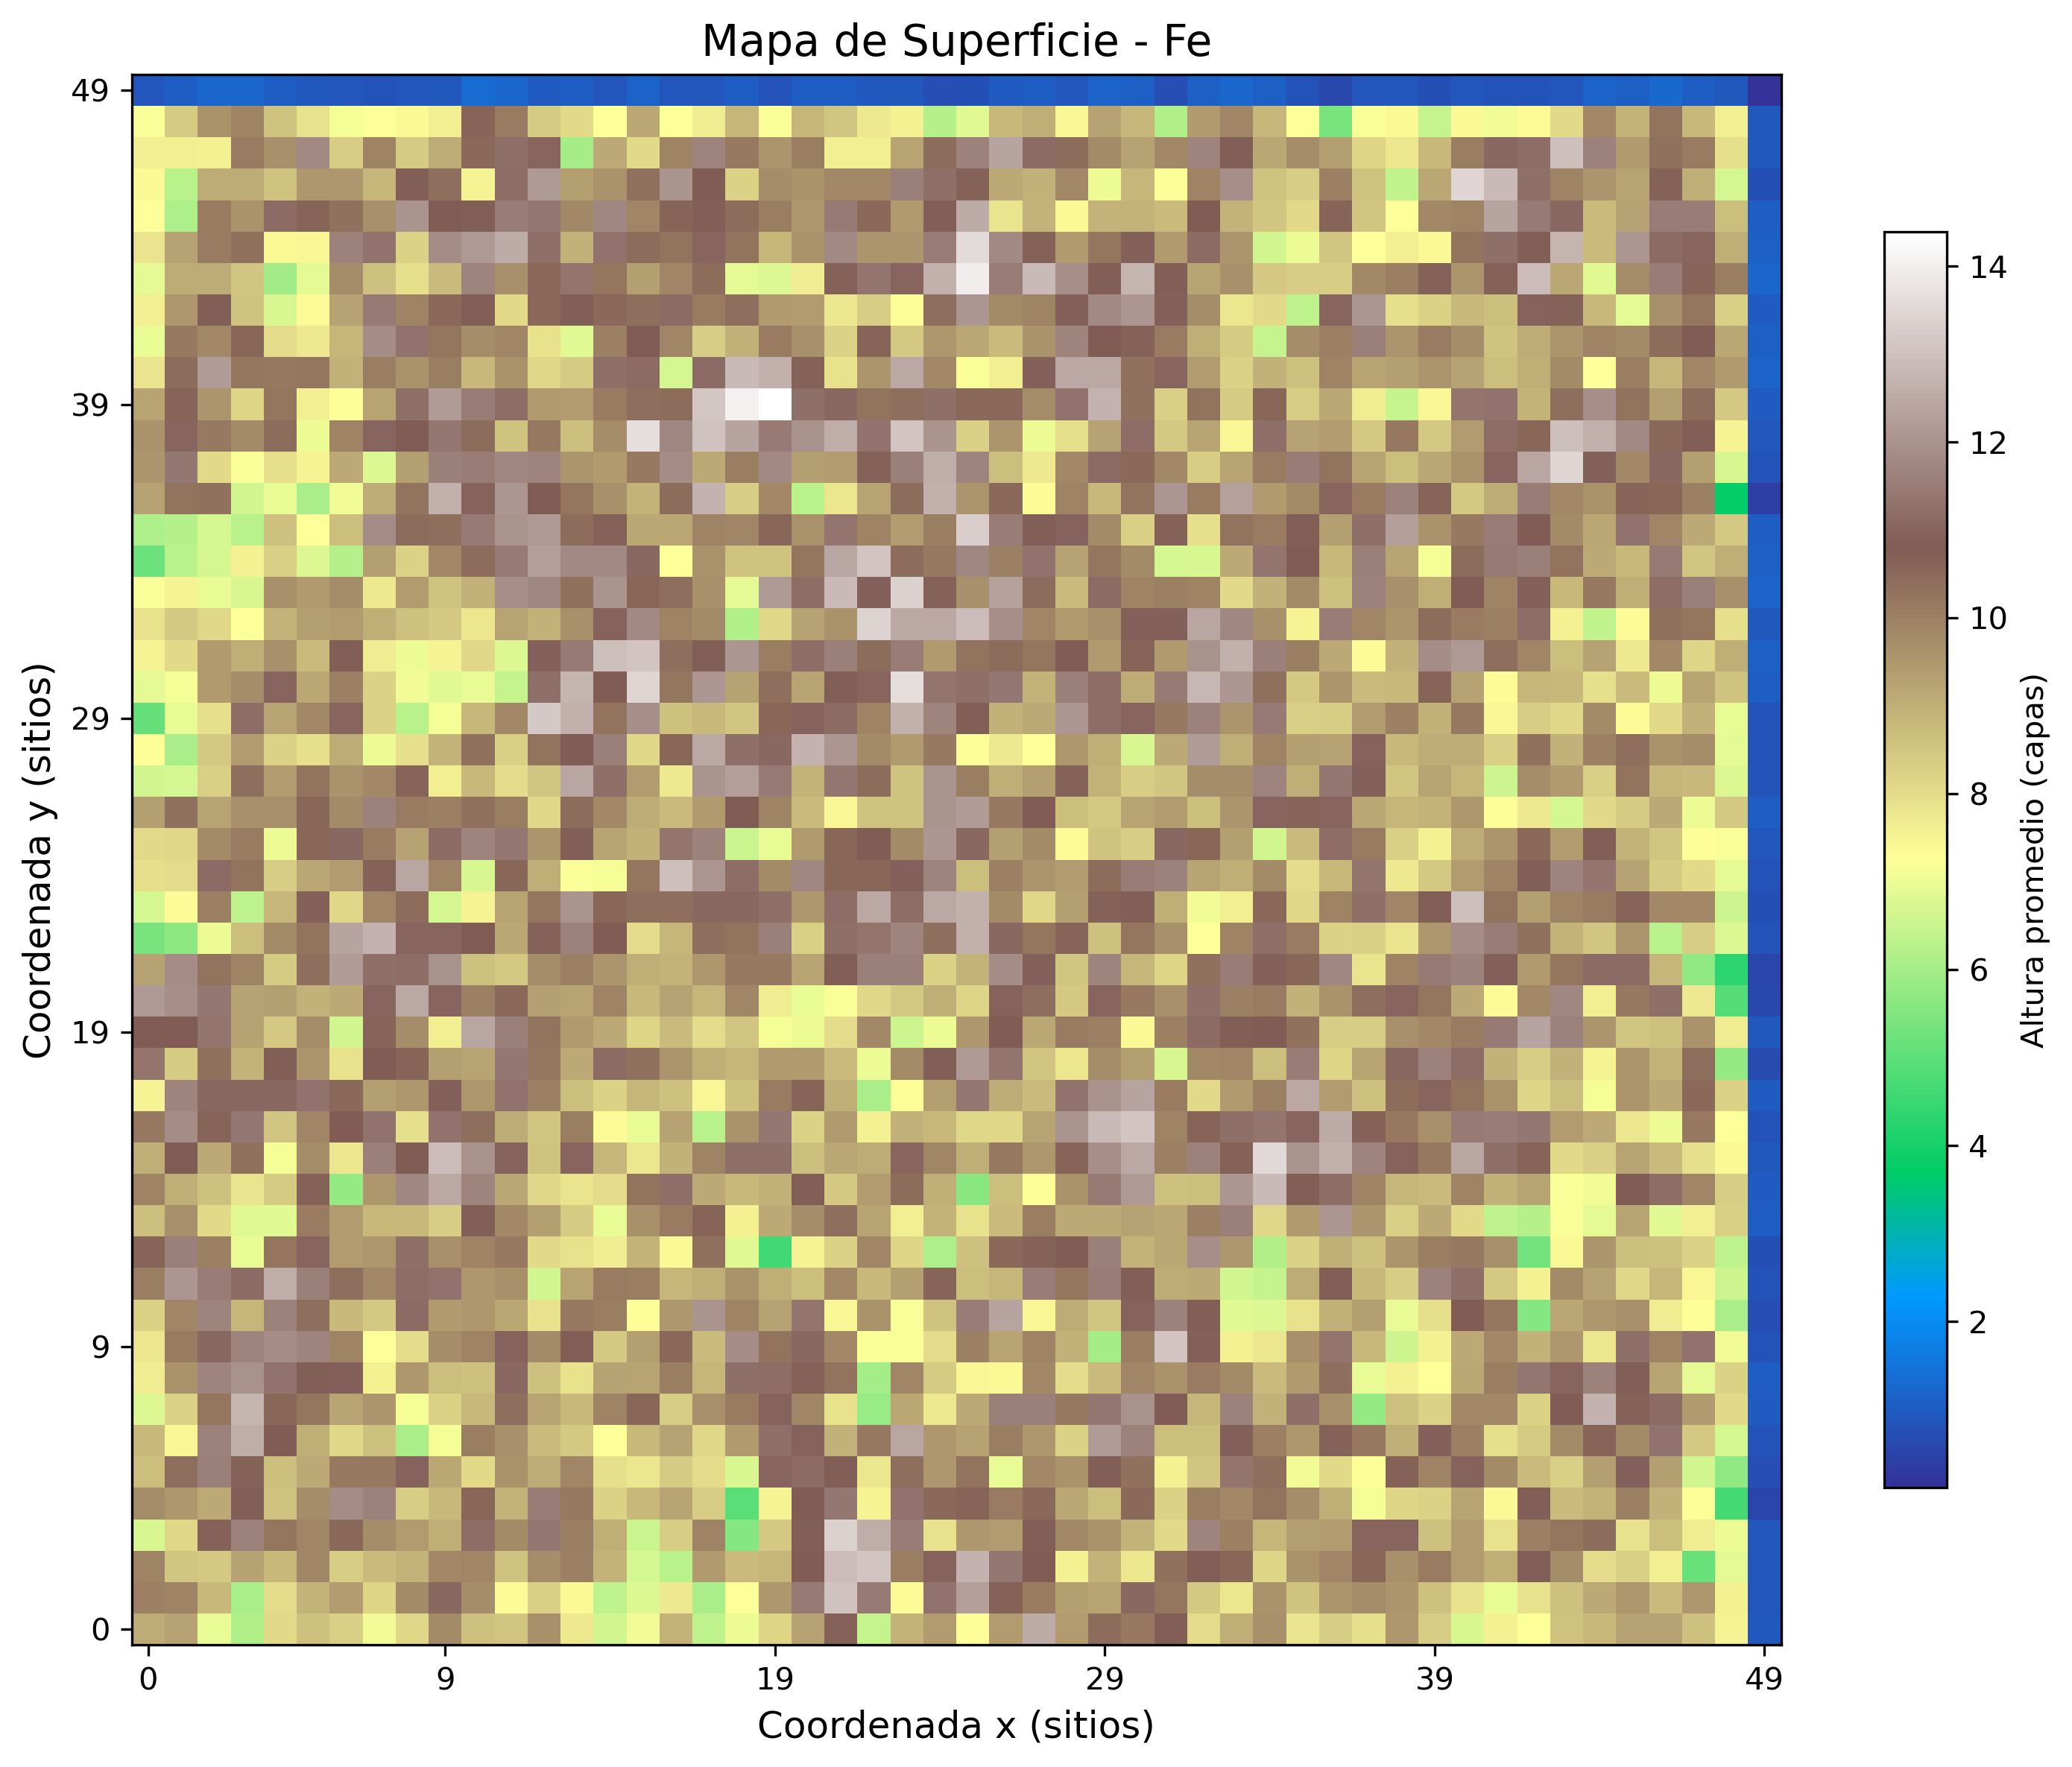 Mapa de Superficie - Fe
49
39
29
19
9
0
Coordenada y (sitios)
0 9 19 29 39 49
Coordenada x (sitios)
14
12
10
8
6
4
2
Altura promedio (capas)